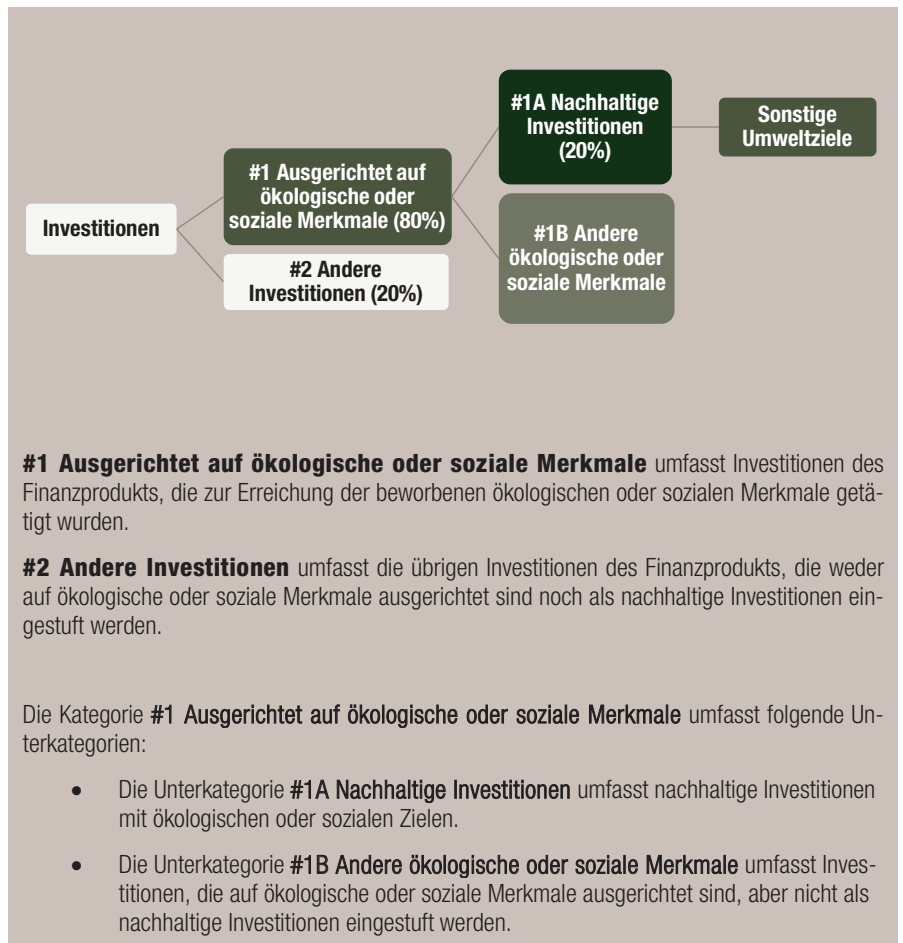 #1A Nachhaltige
Investitionen
(20%)
Sonstige
Umweltziele
#1 Ausgerichtet auf
ökologische oder
soziale Merkmale (80%)
Investitionen
#1B Andere
ökologische oder
soziale Merkmale
#2 Andere
Investitionen (20%)
#1 Ausgerichtet auf ökologische oder soziale Merkmale umfasst Investitionen des
Finanzprodukts, die zur Erreichung der beworbenen ökologischen oder sozialen Merkmale getä-
tigt wurden.
#2 Andere Investitionen umfasst die übrigen Investitionen des Finanzprodukts, die weder
auf ökologische oder soziale Merkmale ausgerichtet sind noch als nachhaltige Investitionen ein-
gestuft werden.
Die Kategorie #1 Ausgerichtet auf ökologische oder soziale Merkmale umfasst folgende Un-
terkategorien:
• Die Unterkategorie #1A Nachhaltige Investitionen umfasst nachhaltige Investitionen
mit ökologischen oder sozialen Zielen.
• Die Unterkategorie #1B Andere ökologische oder soziale Merkmale umfasst Inves-
titionen, die auf ökologische oder soziale Merkmale ausgerichtet sind, aber nicht als
nachhaltige Investitionen eingestuft werden.